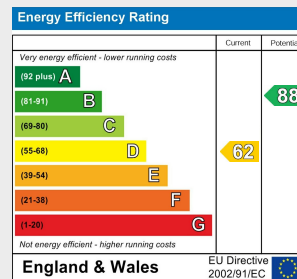 Energy Efficiency Rating
Current Potentia
Very energy efficient - lower running costs
(92 plus) A
(81-91) B
88
(69-80) C
(55-68) D
62
(39-54) E
(21-38) F
(1-20) G
Not energy efficient - higher running costs
England & Wales
EU Directive
2002/91/EC